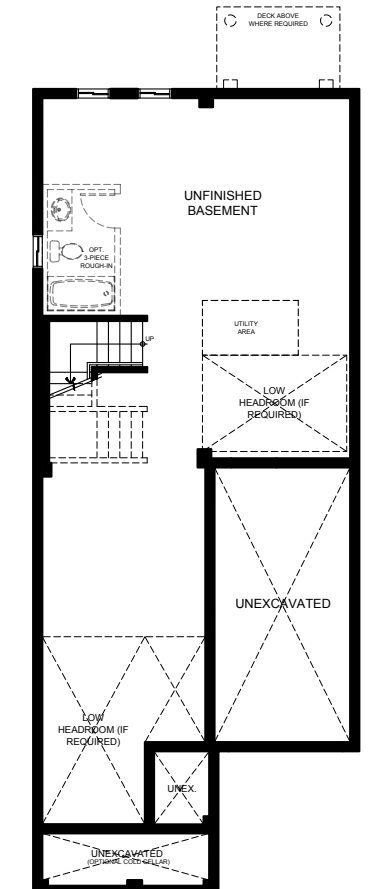 DECK ABOVE
WHERE REQUIRED
UNFINISHED
BASEMENT
OPT.
3-PIECE
ROUGH-IN
UTILITY
AREA
UP
LOW
HEADROOM (IF
REQUIRED)
UNEXCAVATED
LOW
HEADROOM (IF
REQUIRED)
UNEX.
UNEXCAVATED
(OPTIONAL COLD CELLAR)